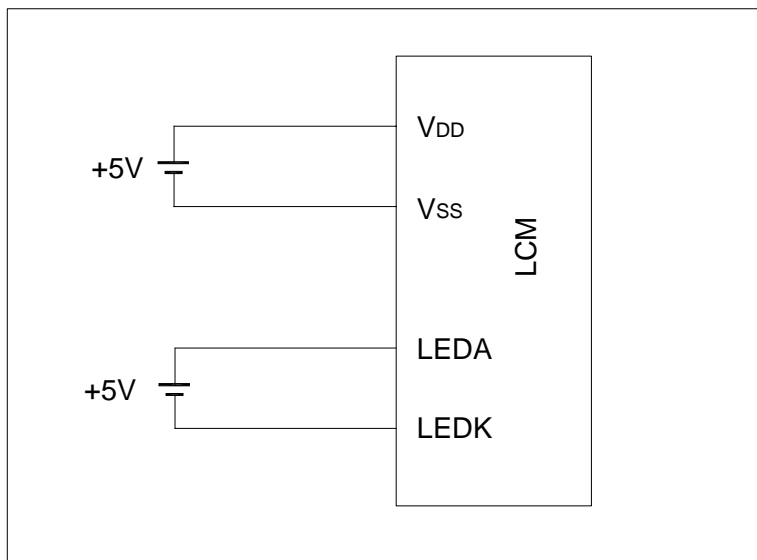 VDD
+5V
VSS
LCM
LEDA
+5V
LEDK